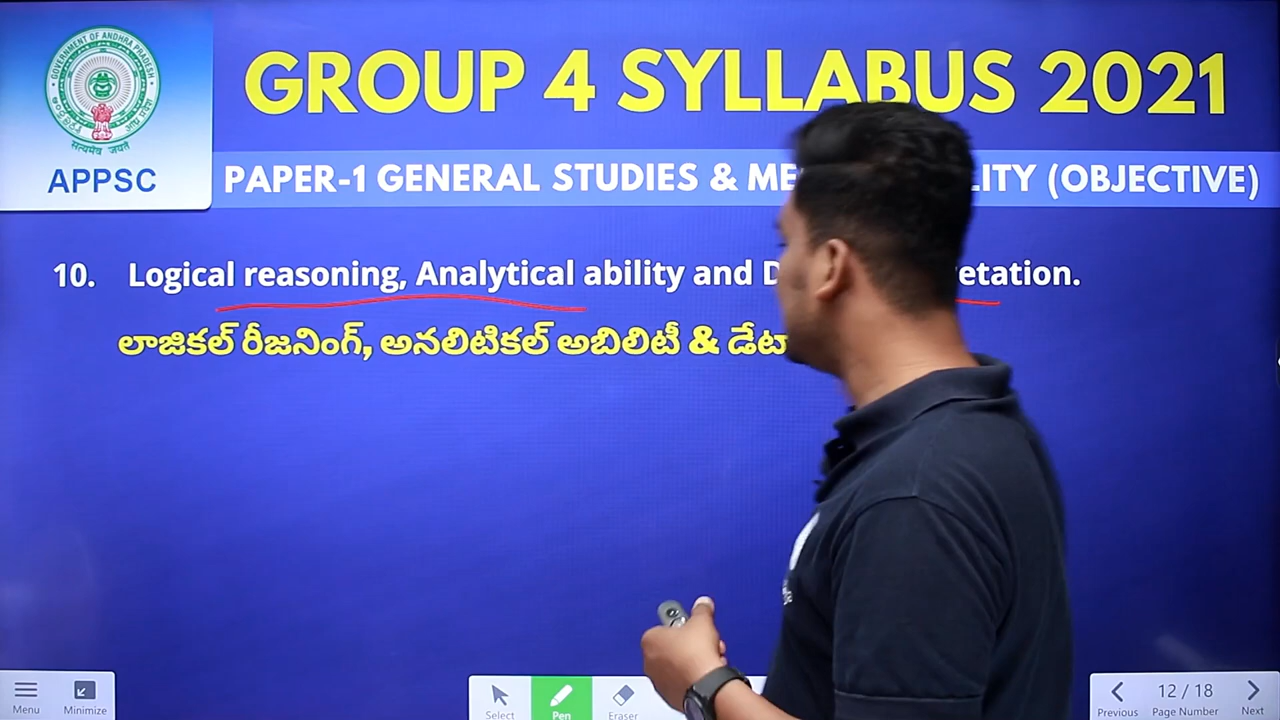 GOVERNMENT OF ANDHRA PRADESH
सत्यमेव जयते
APPSC
GROUP 4 SYLLABUS 2021
PAPER-1 GENERAL STUDIES & ME LITY (OBJECTIVE)
10. Logical reasoning, Analytical ability and D etation.
లాజికల్ రీజనింగ్, అనలిటికల్ అబిలిటీ & డేటా
Menu
Minimize
Select
Pen
Eraser
Previous
12 / 18
Page Number
Next